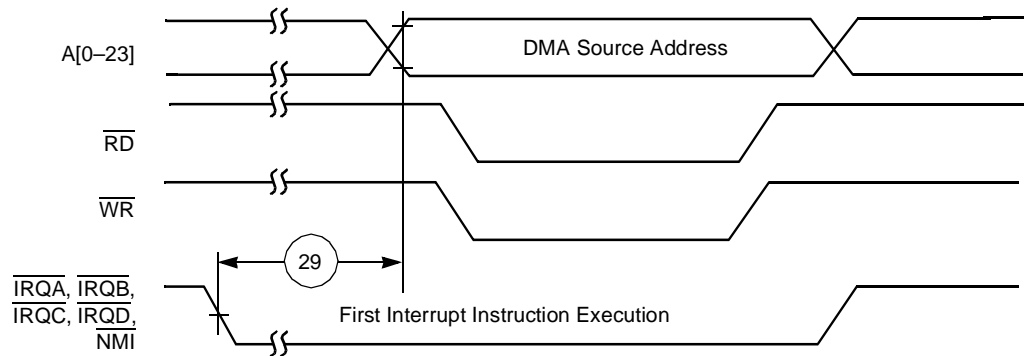 A[0–23]
DMA Source Address
RD
WR
29
IRQA, IRQB,
IRQC, IRQD,
NMI
First Interrupt Instruction Execution